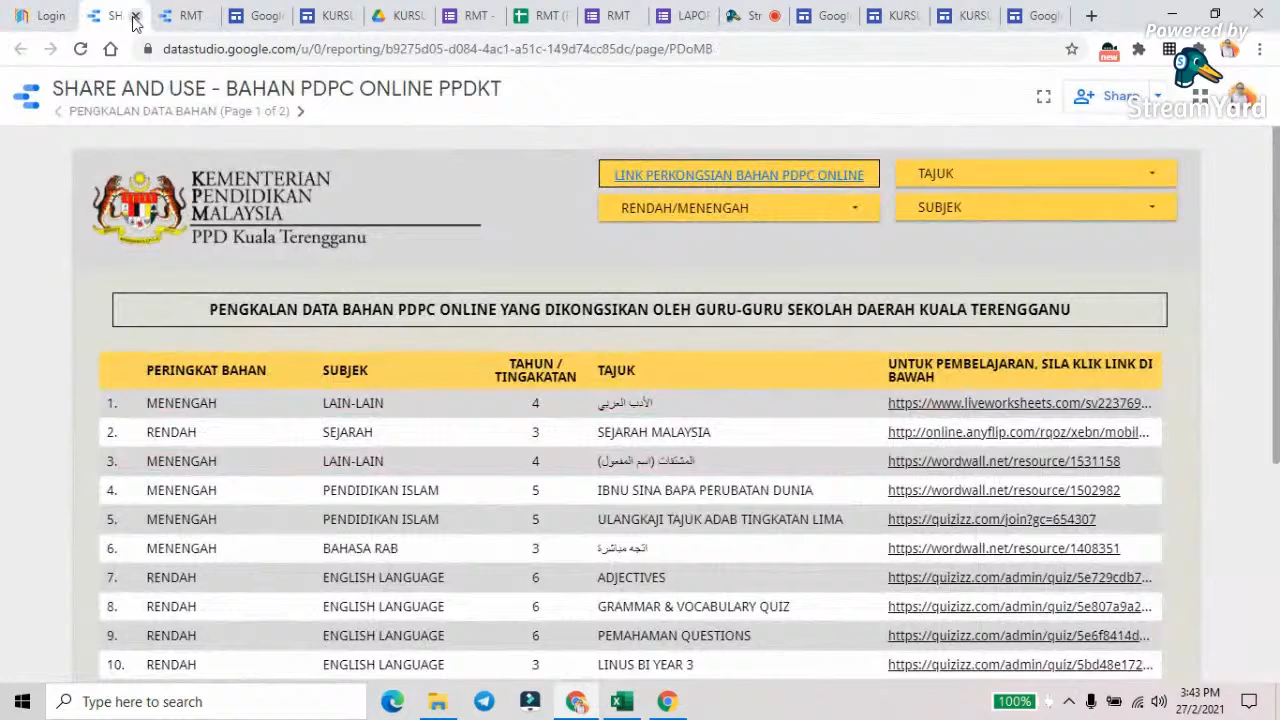 Login
SH
RMT
Googl
KURSU
KURSU
RMT -
RMT (
RMT
LAPOF
Str
Googl
KURSU
KURSU
Googl
datastudio.google.com/u/0/reporting/b9275d05-d084-4ac1-a51c-149d74cc85dc/page/PDoMB
new
Powered by
StreamYard
SHARE AND USE - BAHAN PDPC ONLINE PPDKT
PENGKALAN DATA BAHAN (Page 1 of 2)
Share
KEMENTERIAN
PENDIDIKAN
MALAYSIA
PPD Kuala Terengganu
LINK PERKONGSIAN BAHAN PDPC ONLINE
TAJUK
RENDAH/MENENGAH
SUBJEK
PENGKALAN DATA BAHAN PDPC ONLINE YANG DIKONGSIKAN OLEH GURU-GURU SEKOLAH DAERAH KUALA TERENGGANU
PERINGKAT BAHAN SUBJEK TAHUN / TINGKATAN TAJUK UNTUK PEMBELAJARAN, SILA KLIK LINK DI BAWAH
1. MENENGAH LAIN-LAIN 4 الأدب العربي https://www.liveworksheets.com/sv223769...
2. RENDAH SEJARAH 3 SEJARAH MALAYSIA http://online.anyflip.com/rqoz/xebn/mobil...
3. MENENGAH LAIN-LAIN 4 المشتقات (اسم المفعول) https://wordwall.net/resource/1531158
4. MENENGAH PENDIDIKAN ISLAM 5 IBNU SINA BAPA PERUBATAN DUNIA https://wordwall.net/resource/1502982
5. MENENGAH PENDIDIKAN ISLAM 5 ULANGKAJI TAJUK ADAB TINGKATAN LIMA https://quizizz.com/join?gc=654307
6. MENENGAH BAHASA RAB 3 اتجه مباشرة https://wordwall.net/resource/1408351
7. RENDAH ENGLISH LANGUAGE 6 ADJECTIVES https://quizizz.com/admin/quiz/5e729cdb7...
8. RENDAH ENGLISH LANGUAGE 6 GRAMMAR & VOCABULARY QUIZ https://quizizz.com/admin/quiz/5e807a9a2...
9. RENDAH ENGLISH LANGUAGE 6 PEMAHAMAN QUESTIONS https://quizizz.com/admin/quiz/5e6f8414d...
10. RENDAH ENGLISH LANGUAGE 3 LINUS BI YEAR 3 https://quizizz.com/admin/quiz/5bd48e172...
Type here to search
100%
3:43 PM
27/2/2021